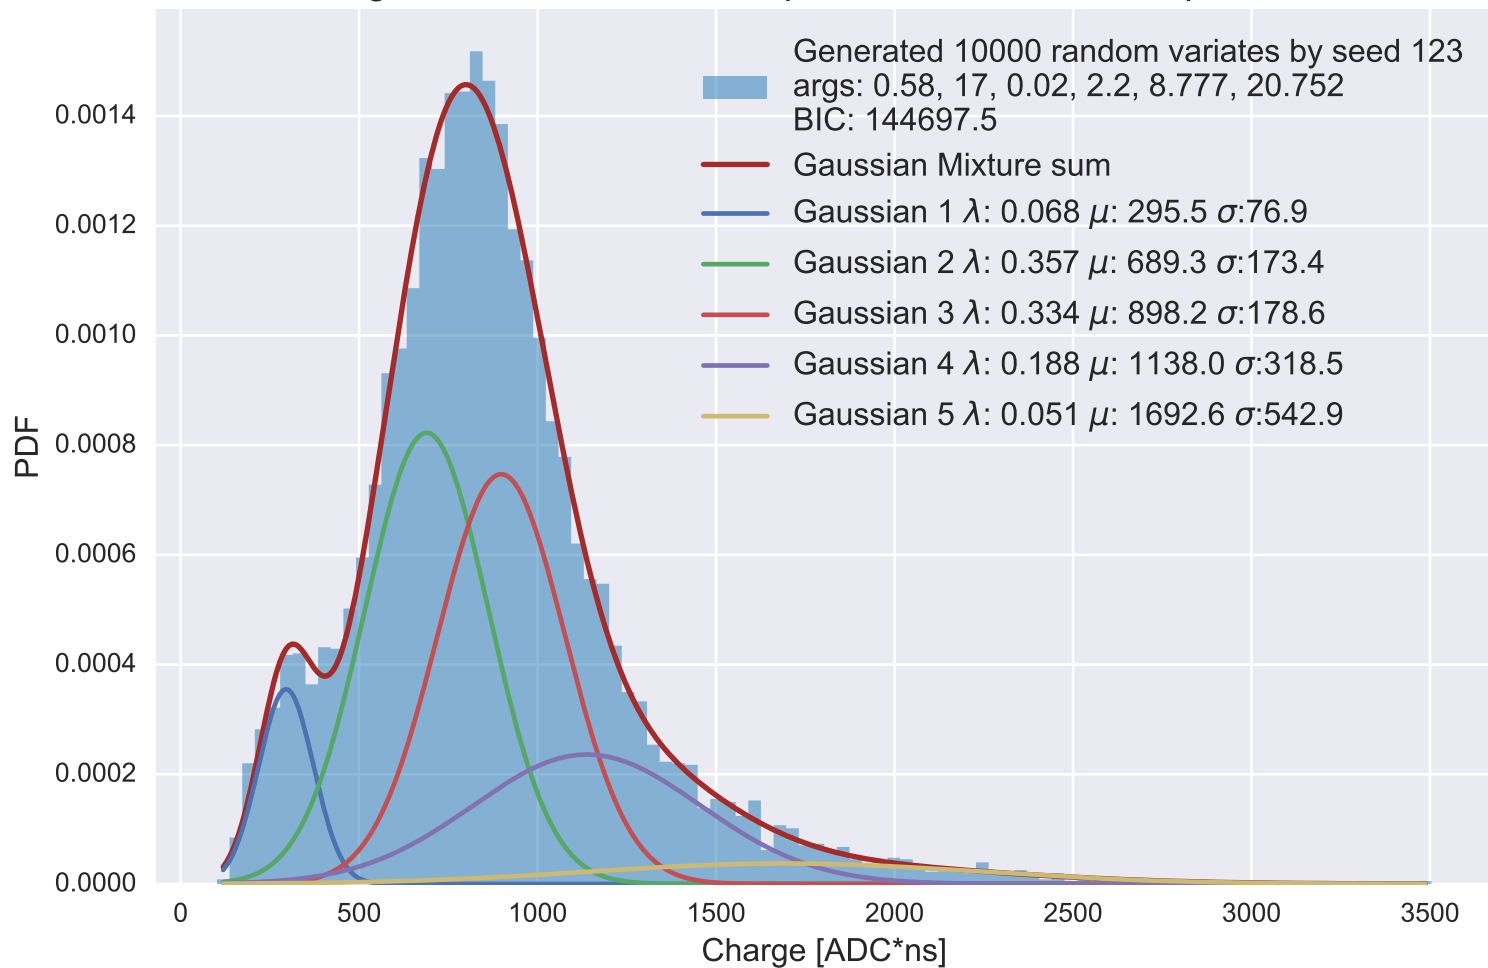 Generated 10000 random variates by seed 123
args: 0.58, 17, 0.02, 2.2, 8.777, 20.752
BIC: 144697.5
Gaussian Mixture sum
Gaussian 1 λ: 0.068 μ: 295.5 σ:76.9
Gaussian 2 λ: 0.357 μ: 689.3 σ:173.4
Gaussian 3 λ: 0.334 μ: 898.2 σ:178.6
Gaussian 4 λ: 0.188 μ: 1138.0 σ:318.5
Gaussian 5 λ: 0.051 μ: 1692.6 σ:542.9
PDF
0.0014
0.0012
0.0010
0.0008
0.0006
0.0004
0.0002
0.0000
0 500 1000 1500 2000 2500 3000 3500
Charge [ADC*ns]